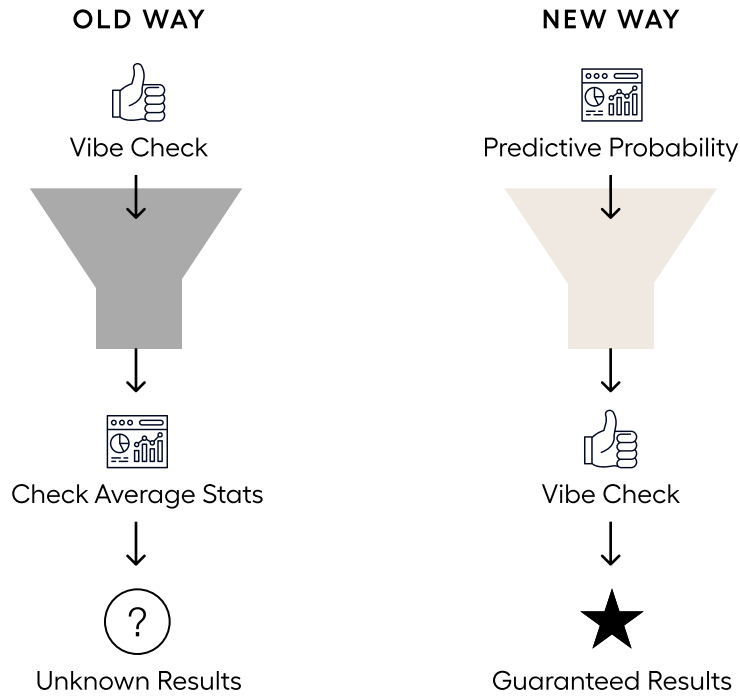 OLD WAY
Vibe Check
Check Average Stats
?
Unknown Results
NEW WAY
Predictive Probability
Vibe Check
Guaranteed Results